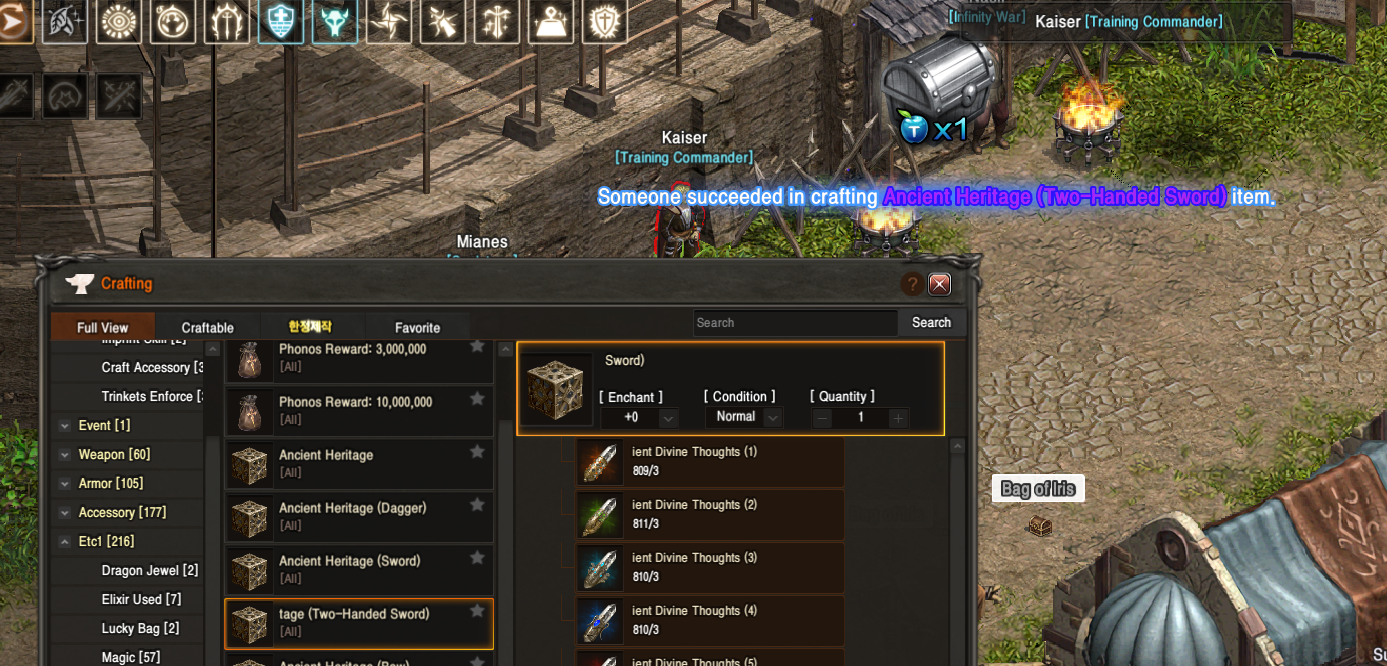 [Infinity War]
Kaiser [Training Commander]
x1
Kaiser
[Training Commander]
Someone succeeded in crafting Ancient Heritage (Two-Handed Sword) item.
Mianes
Crafting
?
Full View
Craftable
한정제작
Favorite
Search
Search
Imprint Skill [2]
Craft Accessory [3
Trinkets Enforce [
Event [1]
Weapon [60]
Armor [105]
Accessory [177]
Etc1 [216]
Dragon Jewel [2]
Elixir Used [7]
Lucky Bag [2]
Magic [57]
Phonos Reward: 3,000,000
[All]
Phonos Reward: 10,000,000
[All]
Ancient Heritage
[All]
Ancient Heritage (Dagger)
[All]
Ancient Heritage (Sword)
[All]
tage (Two-Handed Sword)
[All]
Ancient Heritage (Bow)
Sword)
[ Enchant ]
[ Condition ]
[ Quantity ]
+0
Normal
1
ient Divine Thoughts (1)
809/3
ient Divine Thoughts (2)
811/3
ient Divine Thoughts (3)
810/3
ient Divine Thoughts (4)
810/3
ient Divine Thoughts (5)
Bag of Iris